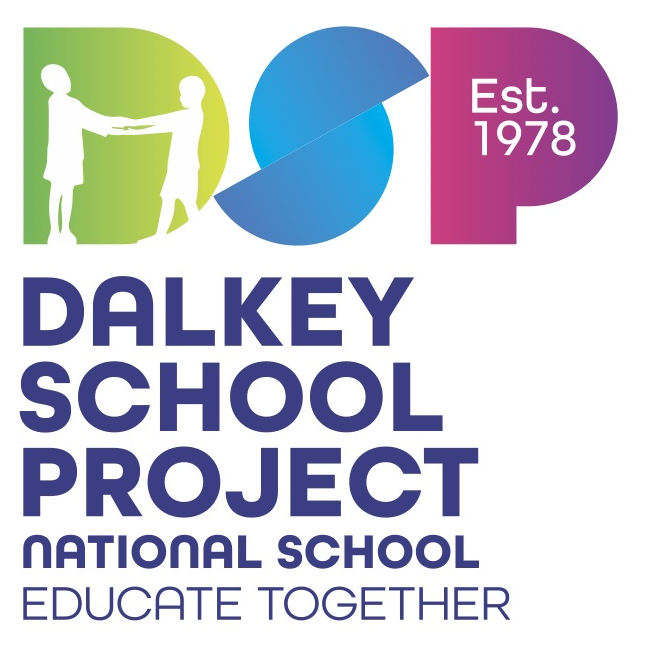 DSP
Est.
1978
DALKEY
SCHOOL
PROJECT
NATIONAL SCHOOL
EDUCATE TOGETHER